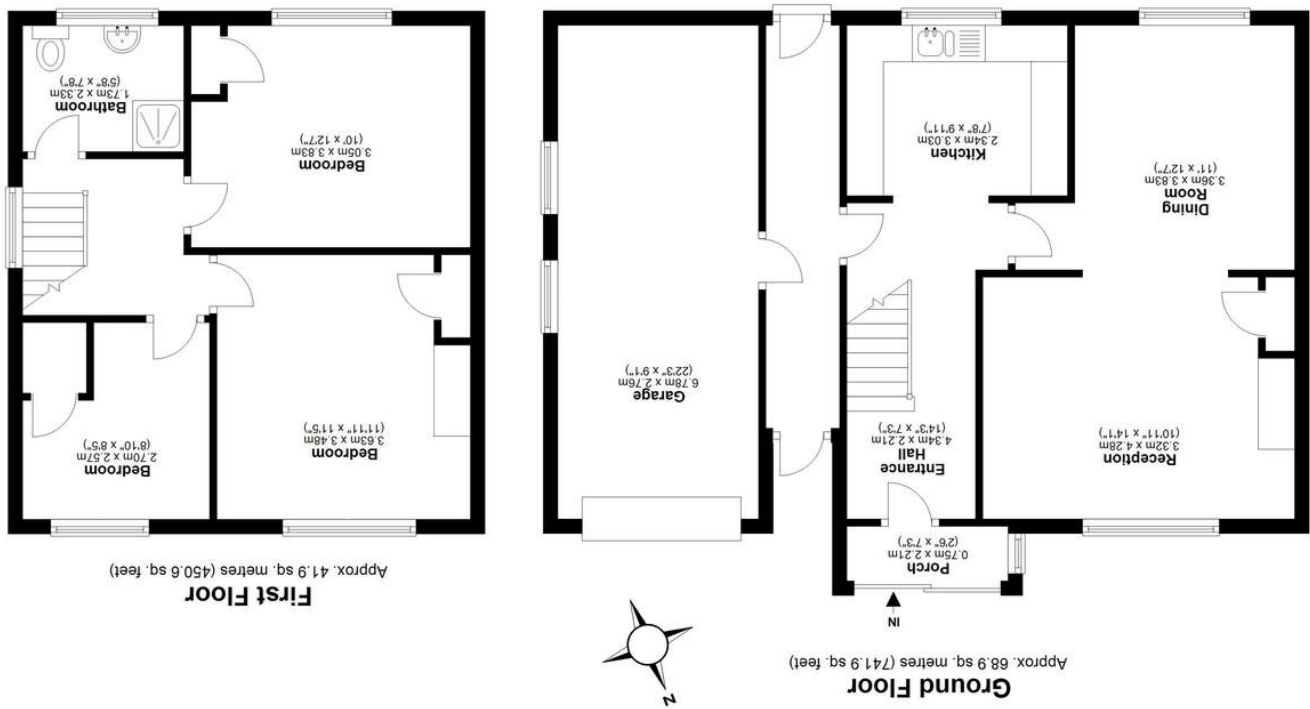 Ground Floor
Approx. 68.9 sq. metres (741.9 sq. feet)
IN
Porch
0.75m x 2.21m
(2'6" x 7'3")
Reception
3.32m x 4.28m
(10'11" x 14'1")
Entrance
Hall
4.34m x 2.21m
(14'3" x 7'3")
Garage
6.78m x 2.76m
(22'3" x 9'1")
Dining
Room
3.36m x 3.83m
(11' x 12'7")
Kitchen
2.34m x 3.03m
(7'8" x 9'11")
N
First Floor
Approx. 41.9 sq. metres (450.6 sq. feet)
Bedroom
3.63m x 3.48m
(11'11" x 11'5")
Bedroom
2.70m x 2.57m
(8'10" x 8'5")
Bedroom
3.05m x 3.83m
(10' x 12'7")
Bathroom
1.73m x 2.33m
(5'8" x 7'8")